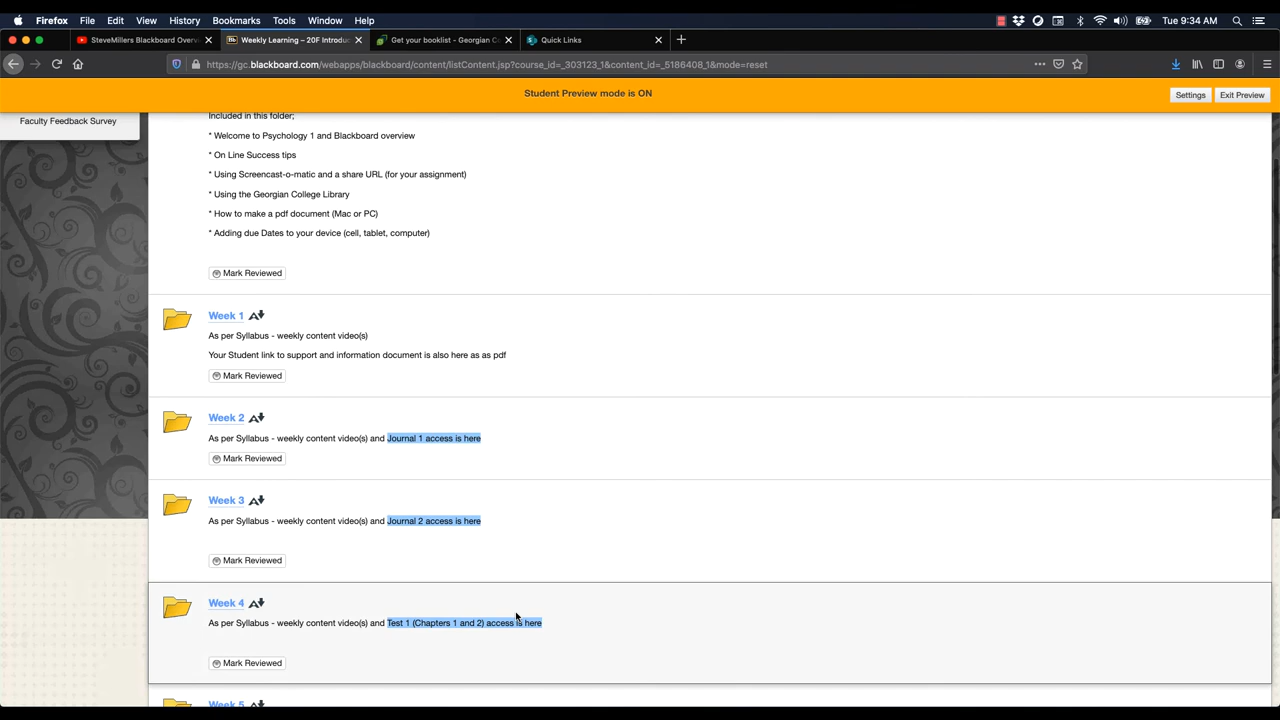 Firefox File Edit View History Bookmarks Tools Window Help Tue 9:34 AM
SteveMillers Blackboard Overv Weekly Learning – 20F Introduc Get your booklist - Georgian C Quick Links
https://gc.blackboard.com/webapps/blackboard/content/listContent.jsp?course_id=_303123_1&content_id=_5186408_1&mode=reset
Student Preview mode is ON Settings Exit Preview
Faculty Feedback Survey
Included in this folder;
* Welcome to Psychology 1 and Blackboard overview
* On Line Success tips
* Using Screencast-o-matic and a share URL (for your assignment)
* Using the Georgian College Library
* How to make a pdf document (Mac or PC)
* Adding due Dates to your device (cell, tablet, computer)
Mark Reviewed
Week 1
As per Syllabus - weekly content video(s)
Your Student link to support and information document is also here as as pdf
Mark Reviewed
Week 2
As per Syllabus - weekly content video(s) and Journal 1 access is here
Mark Reviewed
Week 3
As per Syllabus - weekly content video(s) and Journal 2 access is here
Mark Reviewed
Week 4
As per Syllabus - weekly content video(s) and Test 1 (Chapters 1 and 2) access is here
Mark Reviewed
Week 5